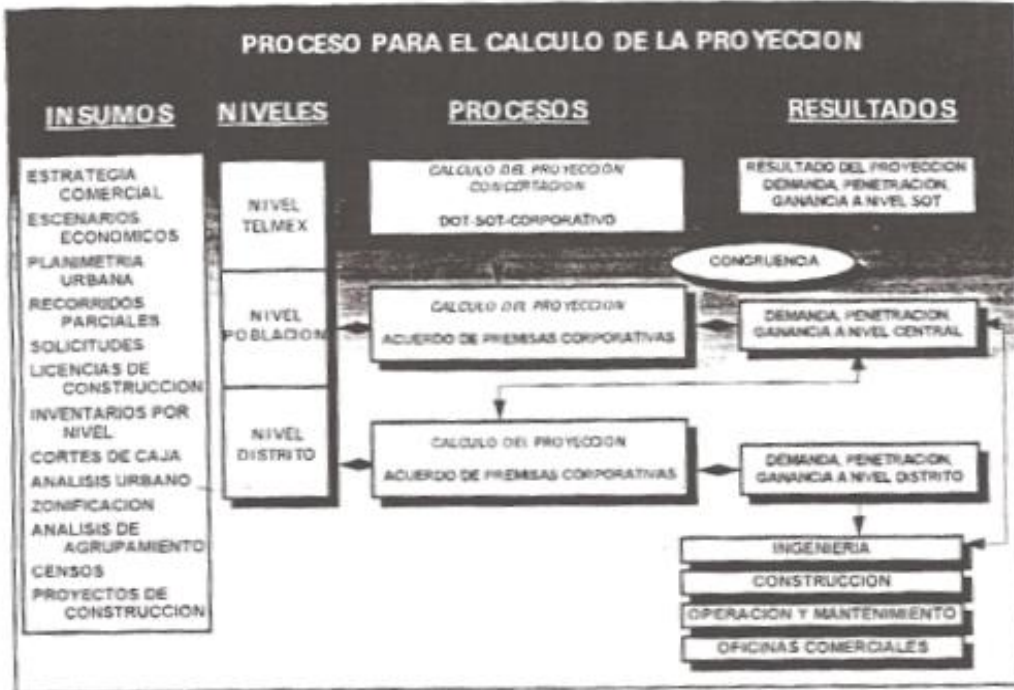 PROCESO PARA EL CALCULO DE LA PROYECCION
INSUMOS
ESTRATEGIA
COMERCIAL
ESCENARIOS
ECONOMICOS
PLANIMETRIA
URBANA
RECORRIDOS
PARCIALES
SOLICITUDES
LICENCIAS DE
CONSTRUCCION
INVENTARIOS POR
NIVEL
CORTES DE CAJA
ANALISIS URBANO
ZONIFICACION
ANALISIS DE
AGRUPAMIENTO
CENSOS
PROYECTOS DE
CONSTRUCCION
NIVELES
NIVEL
TELMEX
NIVEL
POBLACION
NIVEL
DISTRITO
PROCESOS
CALCULO DEL PROYECCIÓN
CONCERTACION
DOT-SOT-CORPORATIVO
CALCULO DEL PROYECCION
ACUERDO DE PREMISAS CORPORATIVAS
CALCULO DEL PROYECCION
ACUERDO DE PREMISAS CORPORATIVAS
RESULTADOS
RESULTADO DEL PROYECCION
DEMANDA, PENETRACION,
GANANCIA A NIVEL SOT
CONGRUENCIA
DEMANDA, PENETRACION,
GANANCIA A NIVEL CENTRAL
DEMANDA, PENETRACION,
GANANCIA A NIVEL DISTRITO
INGENIERIA
CONSTRUCCION
OPERACION Y MANTENIMIENTO
OFICINAS COMERCIALES